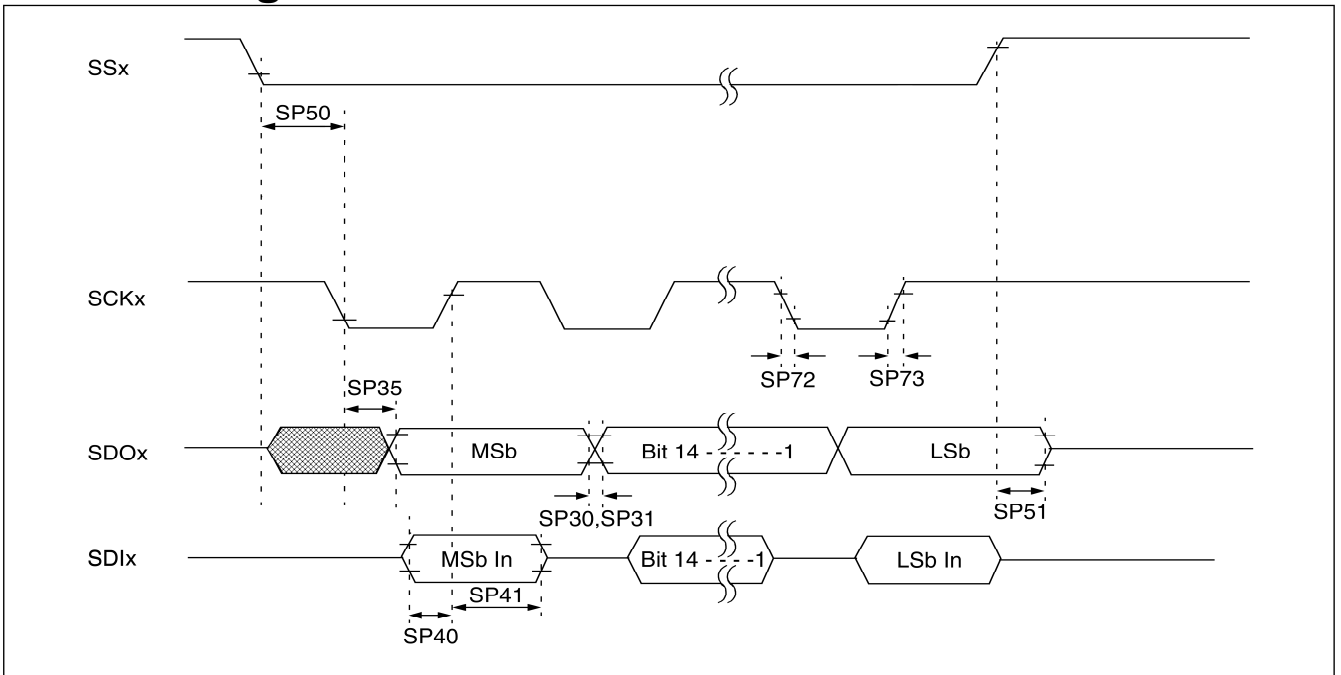 SSx
SP50
SCKx
SP72 SP73
SP35
SDOx MSb Bit 14 - - - - - -1 LSb
SP30,SP31 SP51
SDIx MSb In Bit 14 - - - -1 LSb In
SP41
SP40